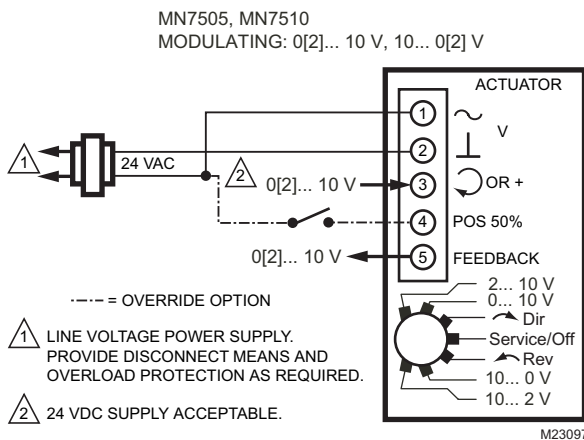 MN7505, MN7510
MODULATING: 0[2]... 10 V, 10... 0[2] V
ACTUATOR
1
V
1
2
24 VAC
2
0[2]... 10 V
3
OR +
4
POS 50%
0[2]... 10 V
5
FEEDBACK
2... 10 V
0... 10 V
Dir
Service/Off
Rev
10... 0 V
10... 2 V
= OVERRIDE OPTION
1 LINE VOLTAGE POWER SUPPLY.
PROVIDE DISCONNECT MEANS AND
OVERLOAD PROTECTION AS REQUIRED.
2 24 VDC SUPPLY ACCEPTABLE.
M23097